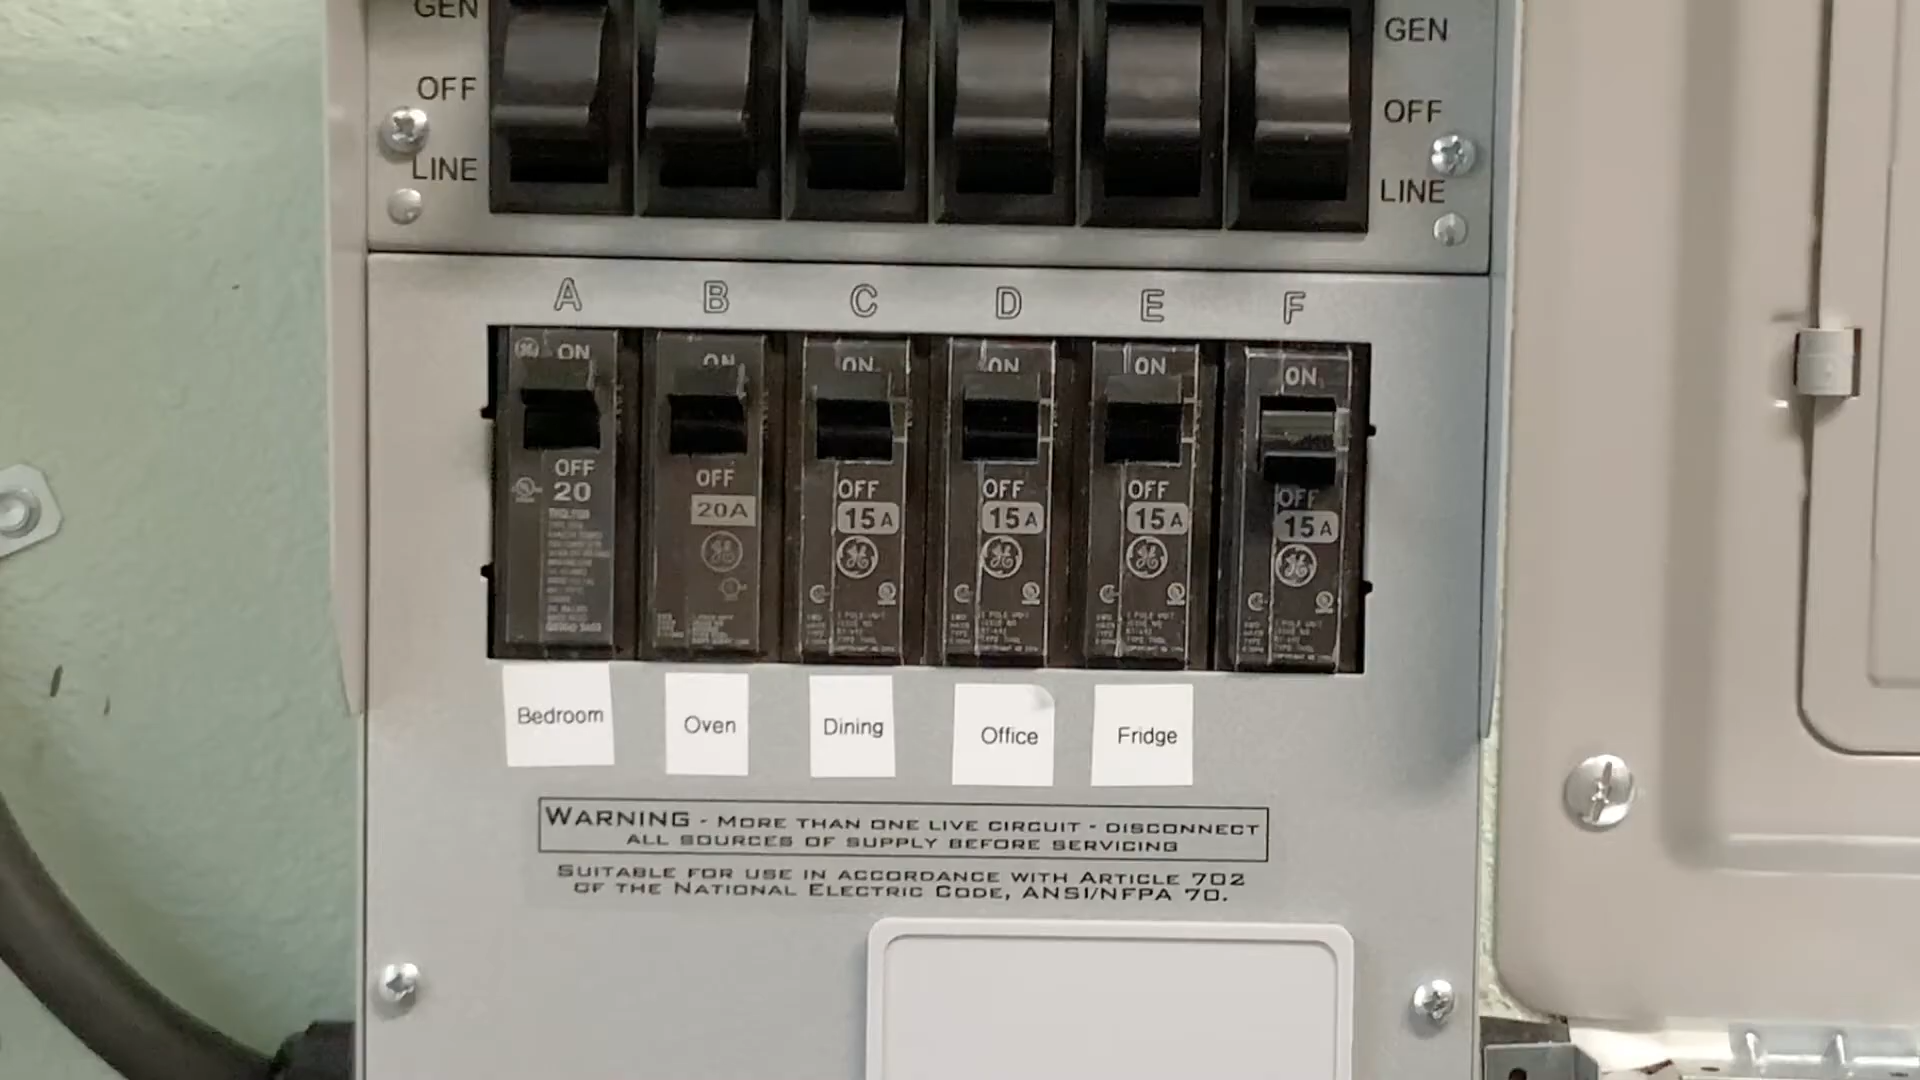 GEN
GEN
OFF
OFF
LINE
LINE
A B C D E F
ON ON ON ON ON ON
OFF OFF OFF OFF OFF OFF
20 20A 15A 15A 15A 15A
Bedroom Oven Dining Office Fridge
WARNING - MORE THAN ONE LIVE CIRCUIT - DISCONNECT
ALL SOURCES OF SUPPLY BEFORE SERVICING
SUITABLE FOR USE IN ACCORDANCE WITH ARTICLE 702
OF THE NATIONAL ELECTRIC CODE, ANSI/NFPA 70.